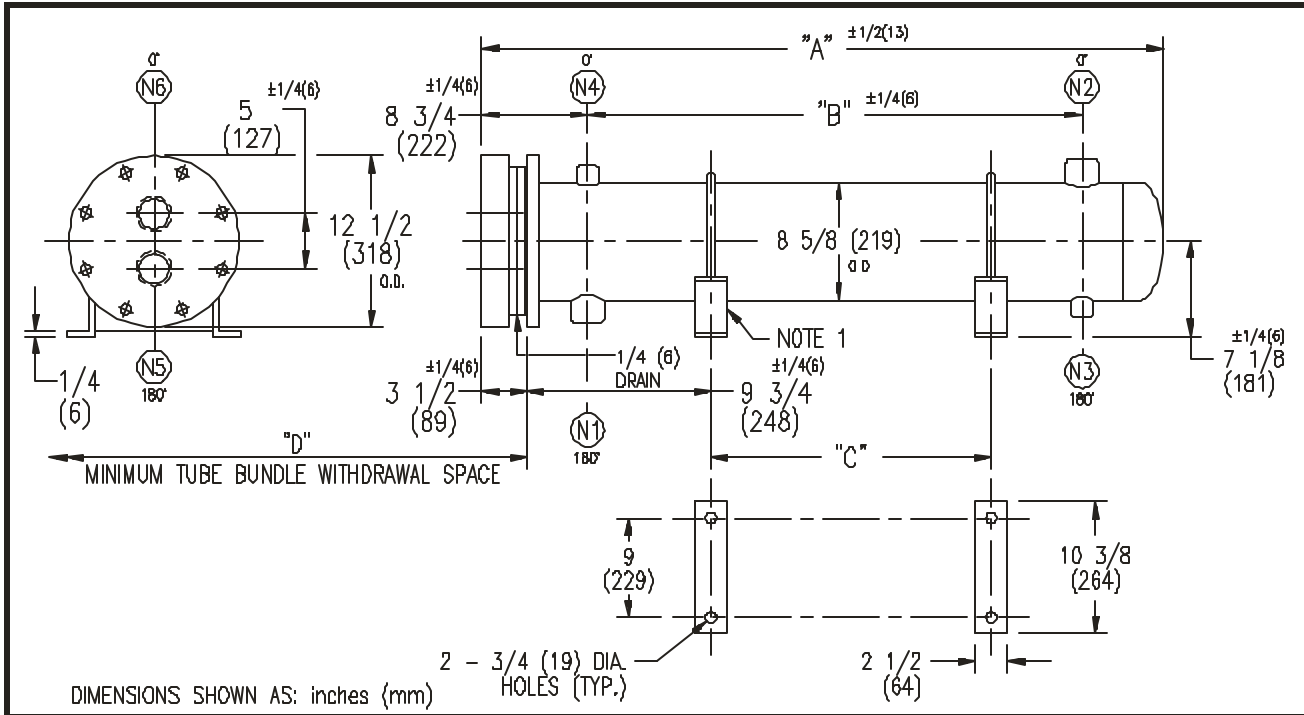 "A" ±1/2(13)
0°
N6
±1/4(6)
5
(127)
±1/4(6)
8 3/4
(222)
0°
N4
"B" ±1/4(6)
0°
N2
12 1/2
(318)
O.D.
8 5/8 (219)
O D
NOTE 1
1/4
(6)
N5
180°
±1/4(6)
3 1/2
(89)
1/4 (6)
DRAIN
±1/4(6)
9 3/4
(248)
N1
180°
N3
180°
±1/4(6)
7 1/8
(181)
"D"
MINIMUM TUBE BUNDLE WITHDRAWAL SPACE
"C"
9
(229)
10 3/8
(264)
2 - 3/4 (19) DIA.
HOLES (TYP.)
2 1/2
(64)
DIMENSIONS SHOWN AS: inches (mm)